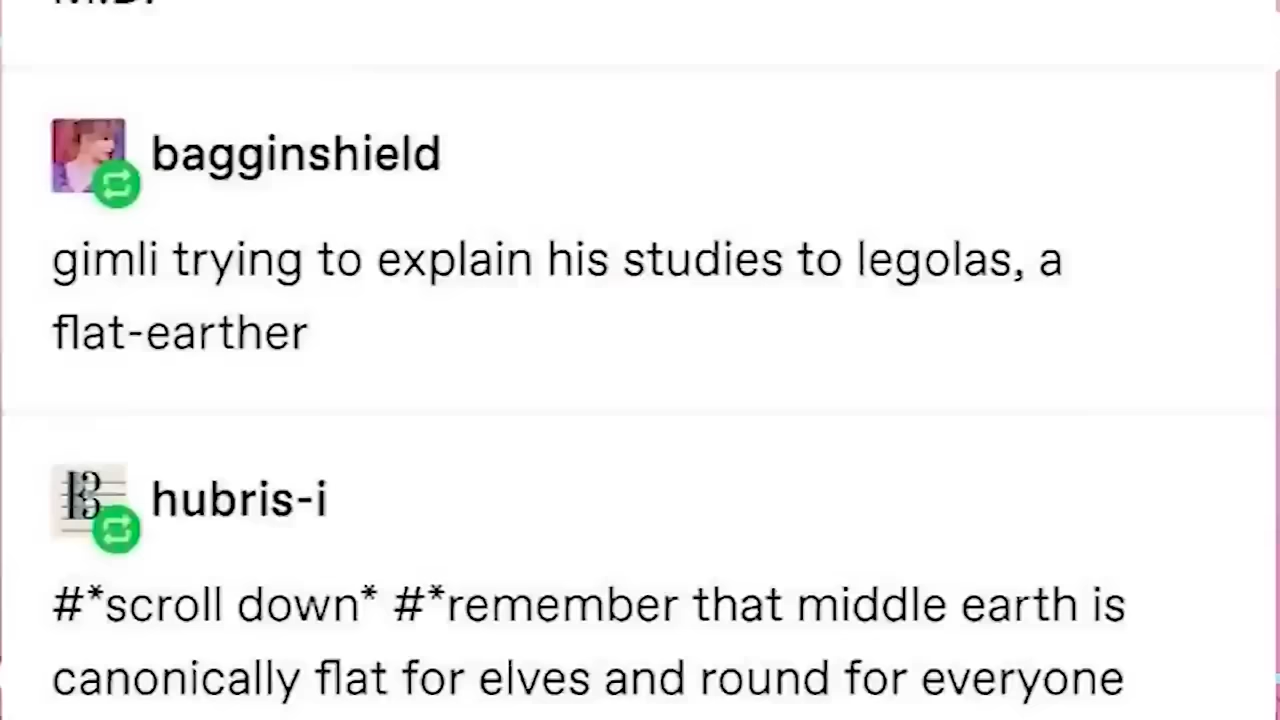 bagginshield
gimli trying to explain his studies to legolas, a
flat-earther
hubris-i
#*scroll down* #*remember that middle earth is
canonically flat for elves and round for everyone